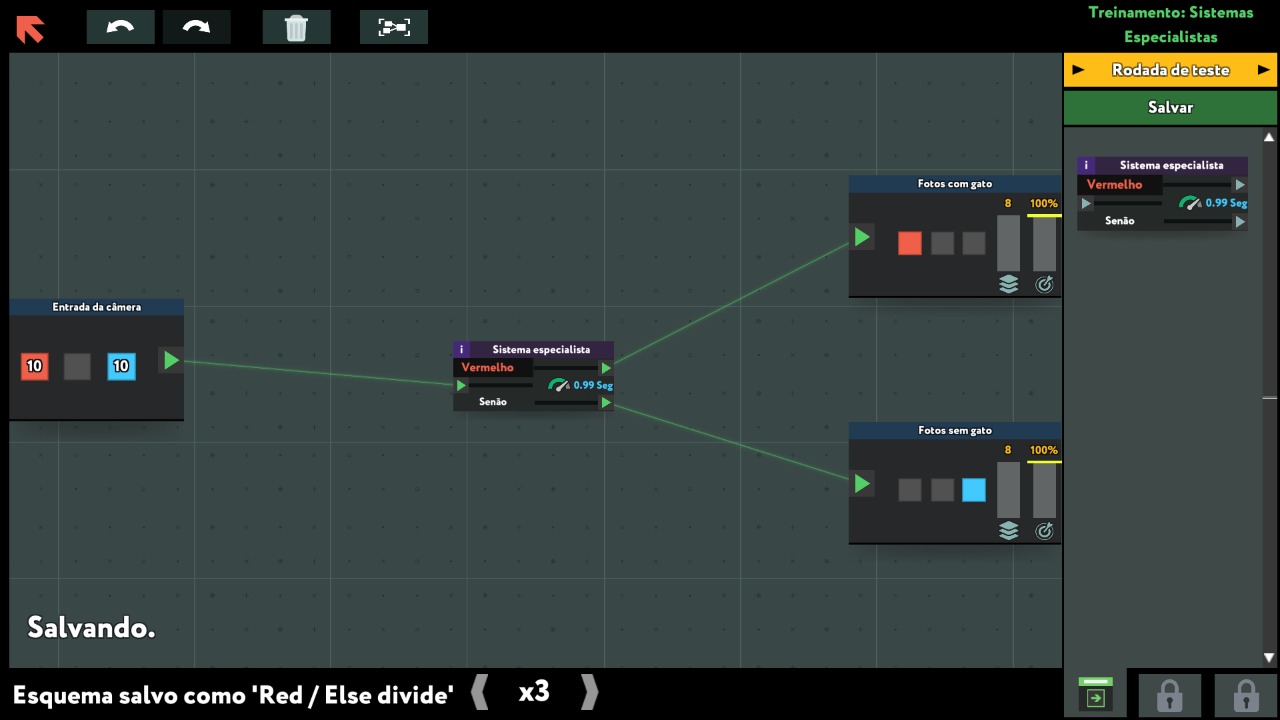 Treinamento: Sistemas
Especialistas
Rodada de teste
Salvar
i Sistema especialista
Vermelho
0.99 Seg
Senão
Fotos com gato
8 100%
Entrada da câmera
10 10
i Sistema especialista
Vermelho
0.99 Seg
Senão
Fotos sem gato
8 100%
Salvando.
Esquema salvo como 'Red / Else divide' x3